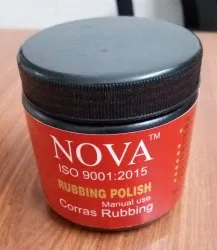 NOVA™
ISO 9001:2015
RUBBING POLISH
Manual use
Corras Rubbing